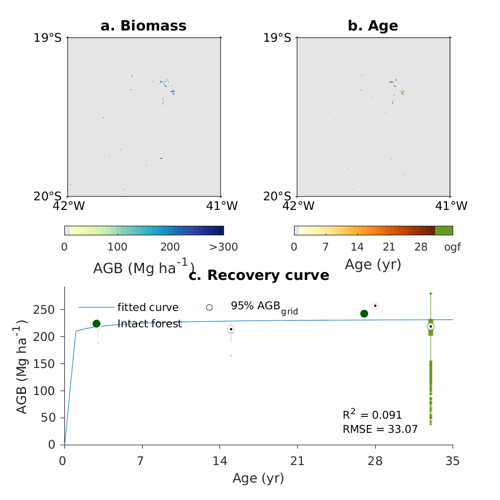 a. Biomass
b. Age
19°S
20°S
42°W
41°W
19°S
20°S
42°W
41°W
0
100
200
>300
AGB (Mg ha⁻¹)
0
7
14
21
28
ogf
Age (yr)
c. Recovery curve
AGB (Mg ha⁻¹)
250
200
150
100
50
0
fitted curve
95% AGB_grid
Intact forest
R² = 0.091
RMSE = 33.07
0
7
14
21
28
35
Age (yr)